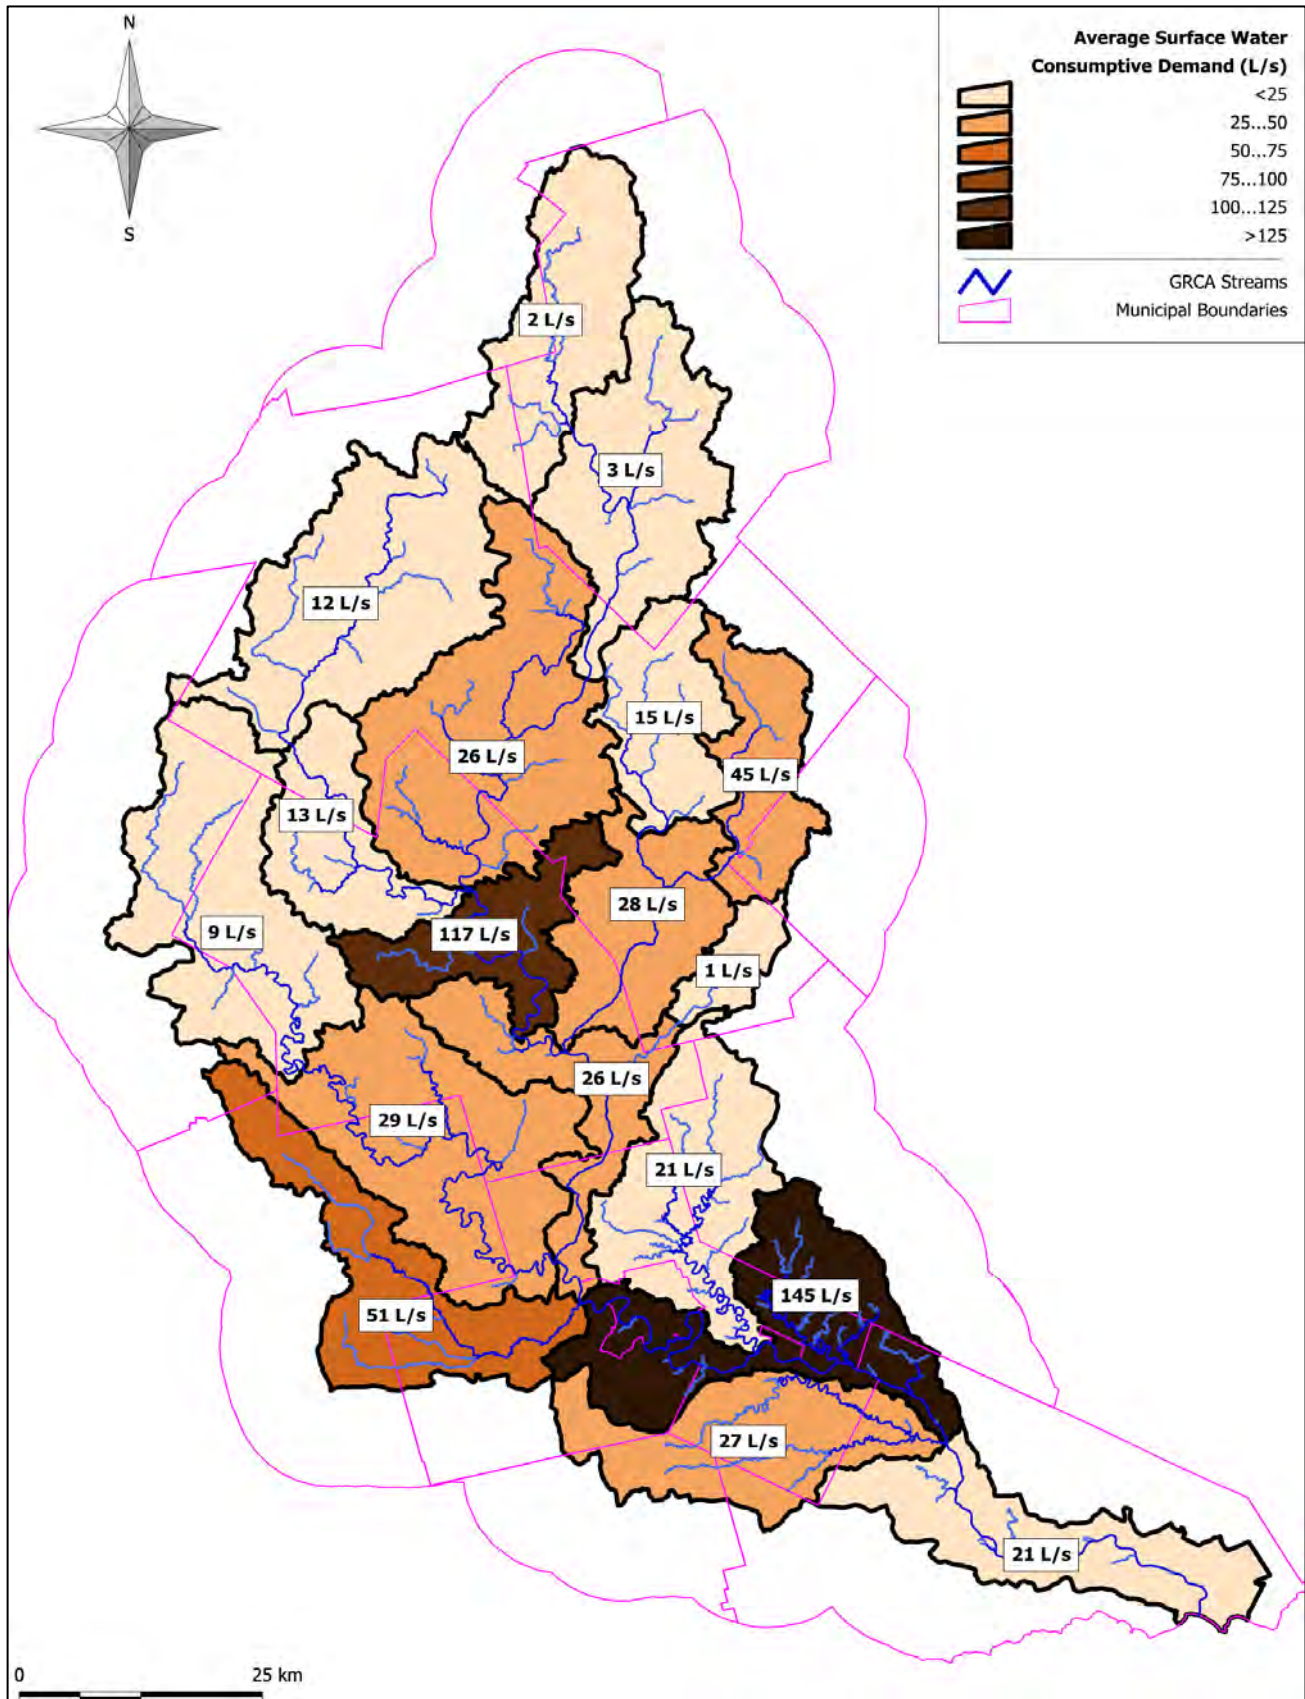 N
S
Average Surface Water
Consumptive Demand (L/s)
<25
25...50
50...75
75...100
100...125
>125
GRCA Streams
Municipal Boundaries
2 L/s
3 L/s
12 L/s
15 L/s
26 L/s
45 L/s
13 L/s
28 L/s
9 L/s
117 L/s
1 L/s
26 L/s
29 L/s
21 L/s
145 L/s
51 L/s
27 L/s
21 L/s
0 25 km